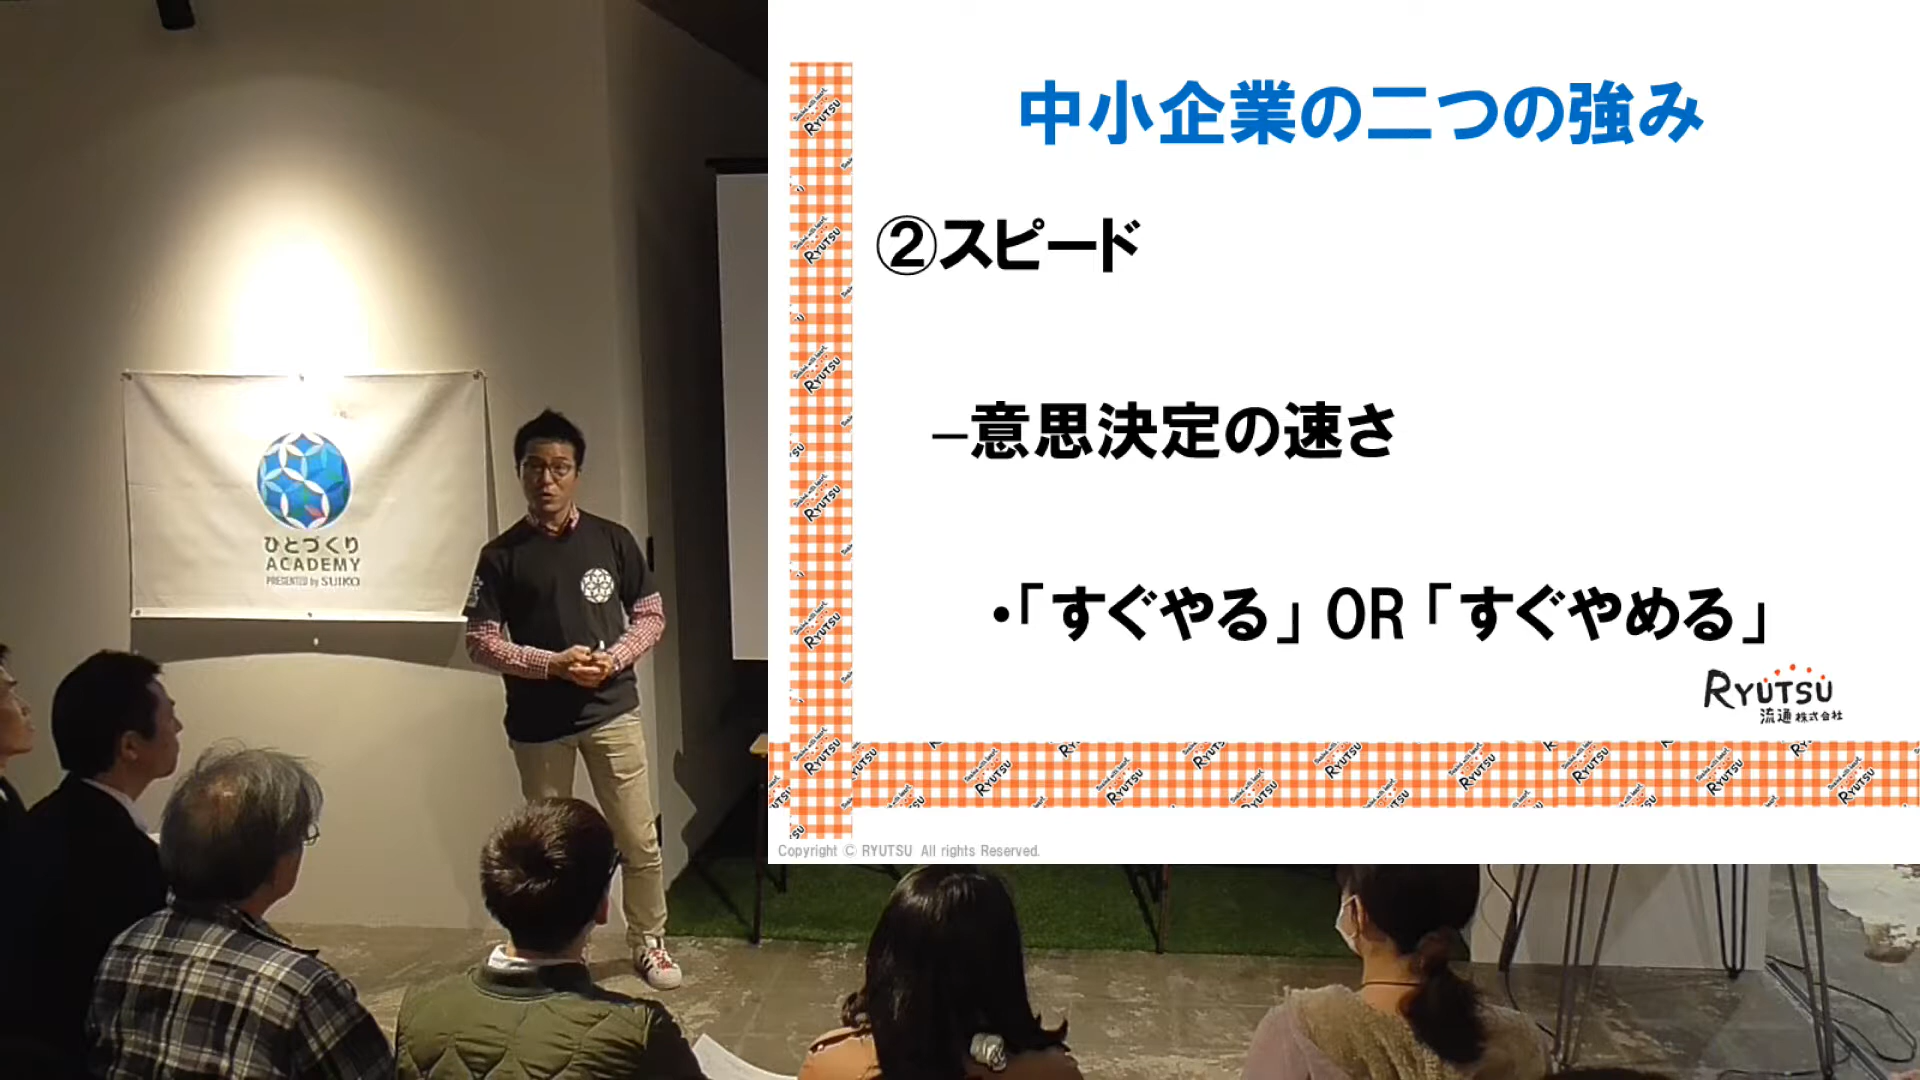 ひとづくり
ACADEMY
PRESENTED by SUIKO
中小企業の二つの強み
②スピード
–意思決定の速さ
•「すぐやる」 OR 「すぐやめる」
RYUTSU
流通株式会社
Copyright © RYUTSU All rights Reserved.